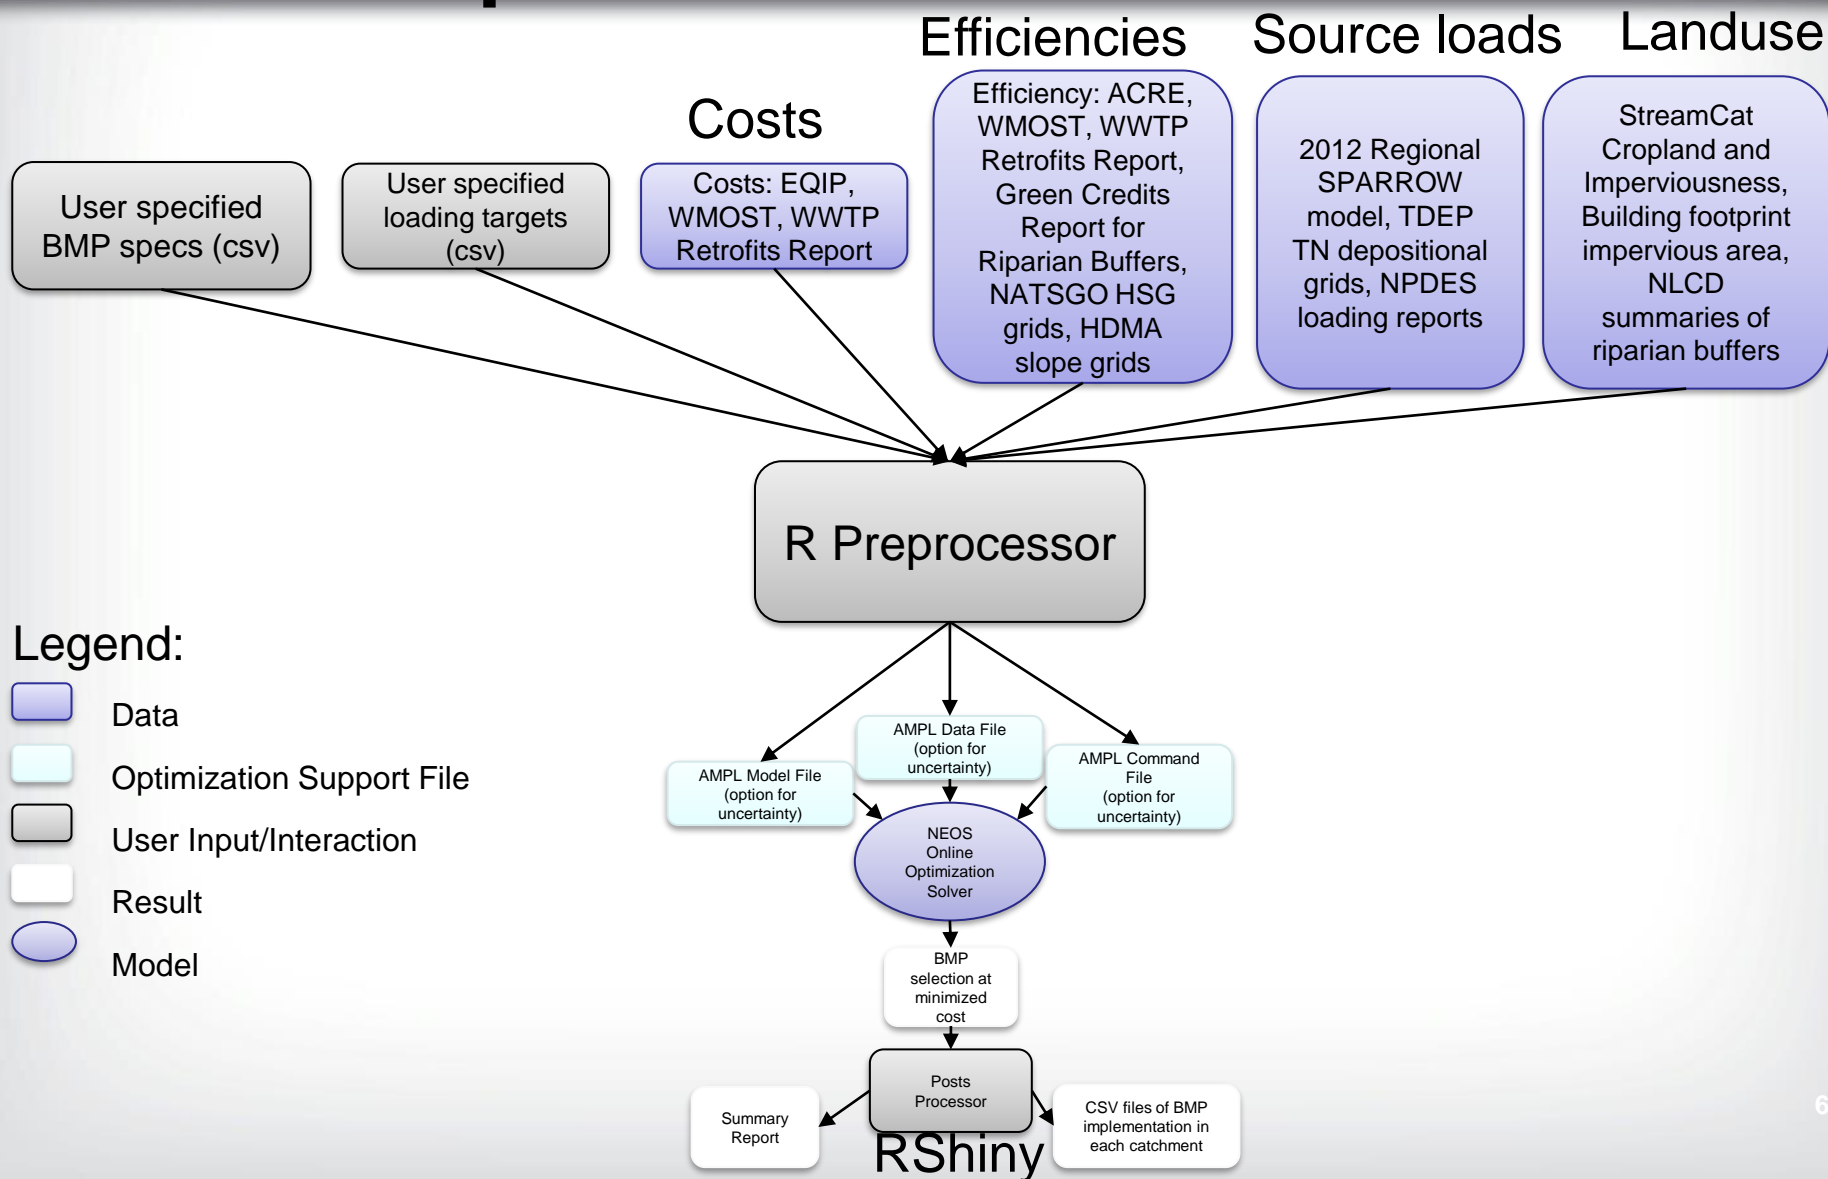 Efficiencies
Source loads
Landuse
Costs
User specified
BMP specs (csv)
User specified
loading targets
(csv)
Costs: EQIP,
WMOST, WWTP
Retrofits Report
Efficiency: ACRE,
WMOST, WWTP
Retrofits Report,
Green Credits
Report for
Riparian Buffers,
NATSGO HSG
grids, HDMA
slope grids
2012 Regional
SPARROW
model, TDEP
TN depositional
grids, NPDES
loading reports
StreamCat
Cropland and
Imperviousness,
Building footprint
impervious area,
NLCD
summaries of
riparian buffers
R Preprocessor
Legend:
Data
Optimization Support File
User Input/Interaction
Result
Model
AMPL Model File
(option for
uncertainty)
AMPL Data File
(option for
uncertainty)
AMPL Command
File
(option for
uncertainty)
NEOS
Online
Optimization
Solver
BMP
selection at
minimized
cost
Posts
Processor
RShiny
Summary
Report
CSV files of BMP
implementation in
each catchment
6